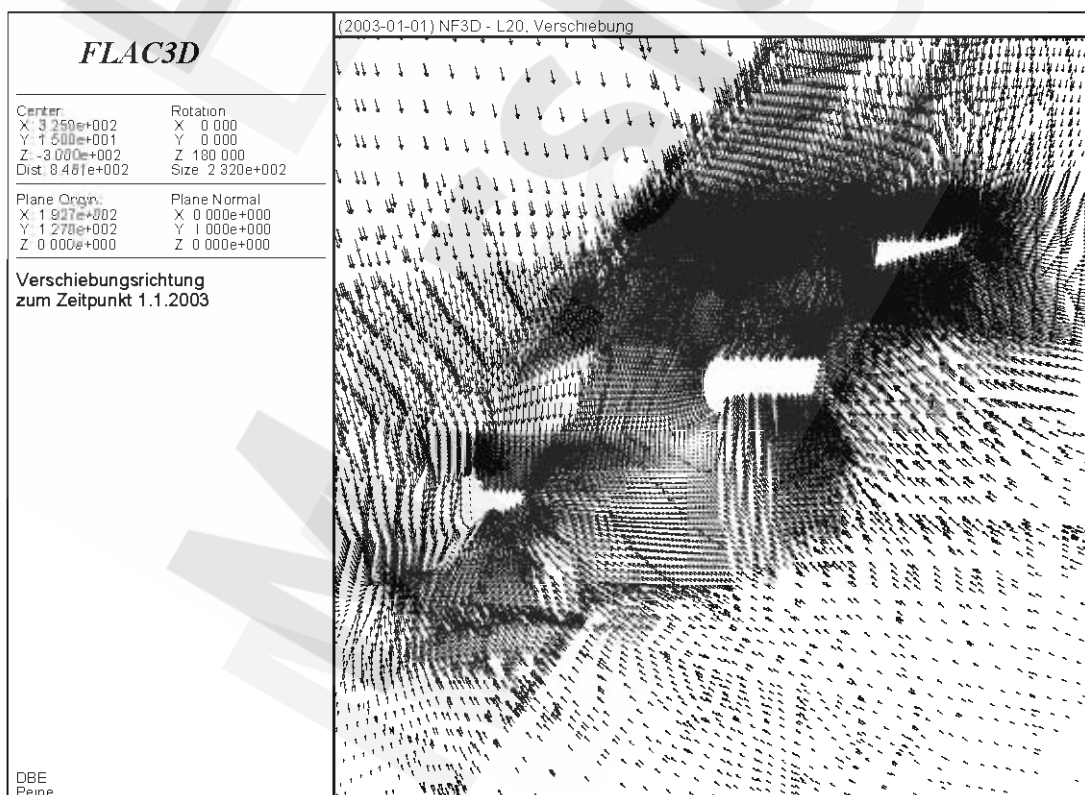 (2003-01-01) NF3D - L20, Verschiebung
FLAC3D
Center: Rotation
X: 3.250e+002 X 0 000
Y: 1 500e+001 Y 0 000
Z: -3.000e+002 Z 180 000
Dist Size 2 320e+002
Plane Origin: Plane Normal
X: 1 927e+002 X 0 000e+000
Y: 1 270e+002 Y 1 000e+000
Z: 0 000e+000 Z 0 000e+000
Verschiebungsrichtung
zum Zeitpunkt 1.1.2003
DBE
Peine